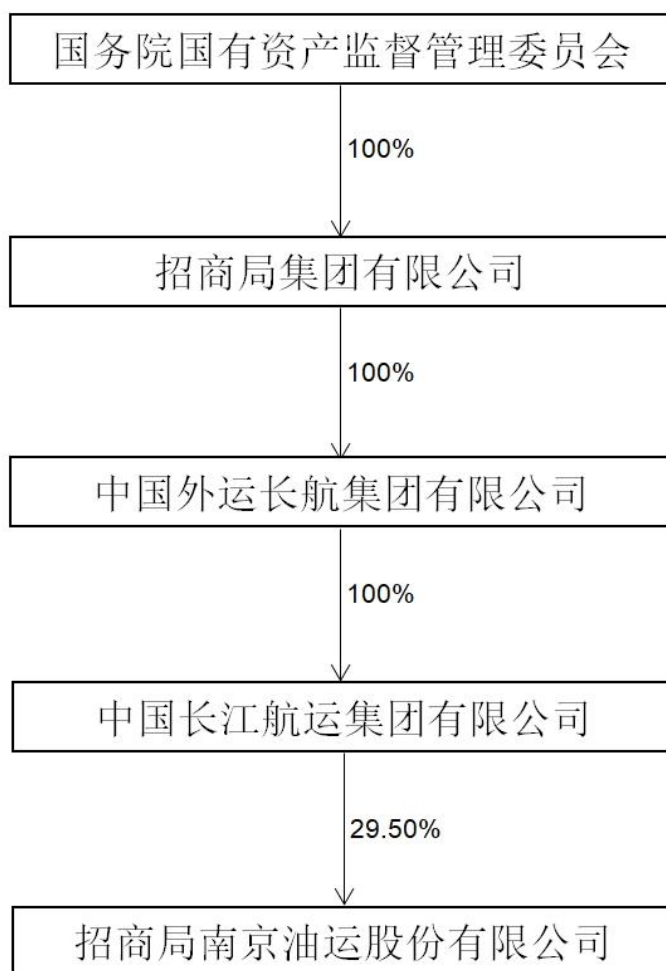 国务院国有资产监督管理委员会
100%
招商局集团有限公司
100%
中国外运长航集团有限公司
100%
中国长江航运集团有限公司
29.50%
招商局南京油运股份有限公司